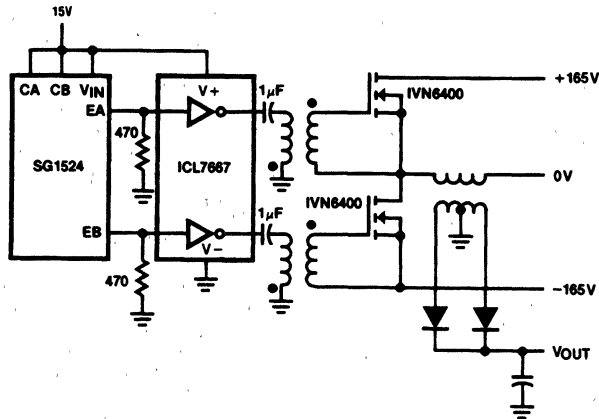 15V
CA CB VIN
EA
SG1524
EB
470
470
V+
ICL7667
V−
1μF
1μF
IVN6400
IVN6400
+165V
0V
−165V
VOUT